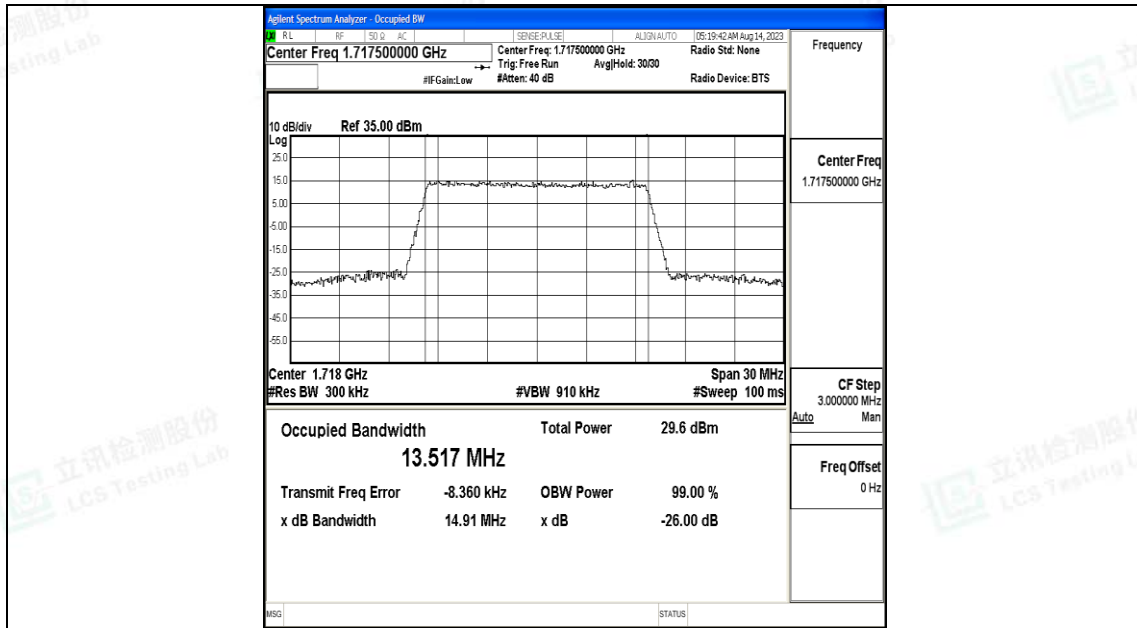 Agilent Spectrum Analyzer - Occupied BW
LXI RL RF 50 Ω AC SENSE:PULSE ALIGNAUTO 05:19:42 AM Aug 14, 2023
Center Freq 1.717500000 GHz
Center Freq: 1.717500000 GHz
Radio Std: None
Trig: Free Run Avg|Hold: 30/30
#IFGain:Low
#Atten: 40 dB
Radio Device: BTS
10 dB/div Ref 35.00 dBm
Log
25.0
15.0
5.00
-5.00
-15.0
-25.0
-35.0
-45.0
-55.0
Center 1.718 GHz Span 30 MHz
#Res BW 300 kHz #VBW 910 kHz #Sweep 100 ms
Occupied Bandwidth Total Power 29.6 dBm
13.517 MHz
Transmit Freq Error -8.360 kHz OBW Power 99.00 %
x dB Bandwidth 14.91 MHz x dB -26.00 dB
MSG STATUS
Frequency
Center Freq
1.717500000 GHz
CF Step
3.000000 MHz
Auto Man
Freq Offset
0 Hz
立讯检测股份
LCS Testing Lab
立讯检测股份